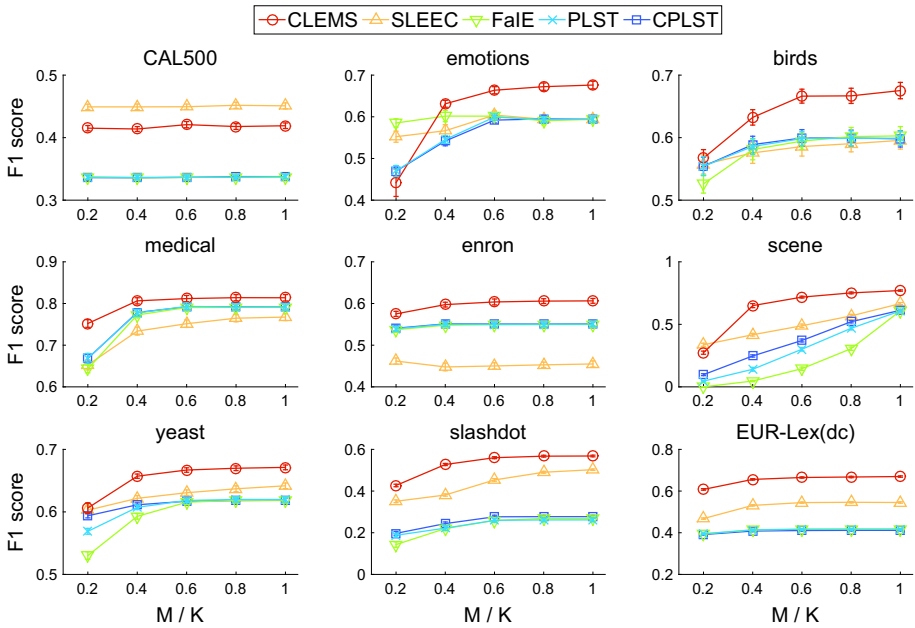 CLEMS SLEEC FaIE PLST CPLST
CAL500 emotions birds
F1 score
0.5 0.4 0.3
0.2 0.4 0.6 0.8 1
0.7 0.6 0.5 0.4
0.2 0.4 0.6 0.8 1
0.7 0.6 0.5
0.2 0.4 0.6 0.8 1
medical enron scene
F1 score
0.9 0.8 0.7 0.6
0.2 0.4 0.6 0.8 1
0.7 0.6 0.5 0.4
0.2 0.4 0.6 0.8 1
1 0.5 0
0.2 0.4 0.6 0.8 1
yeast slashdot EUR-Lex(dc)
F1 score
0.7 0.6 0.5
0.2 0.4 0.6 0.8 1
0.6 0.4 0.2 0
0.2 0.4 0.6 0.8 1
0.8 0.6 0.4 0.2
0.2 0.4 0.6 0.8 1
M / K M / K M / K